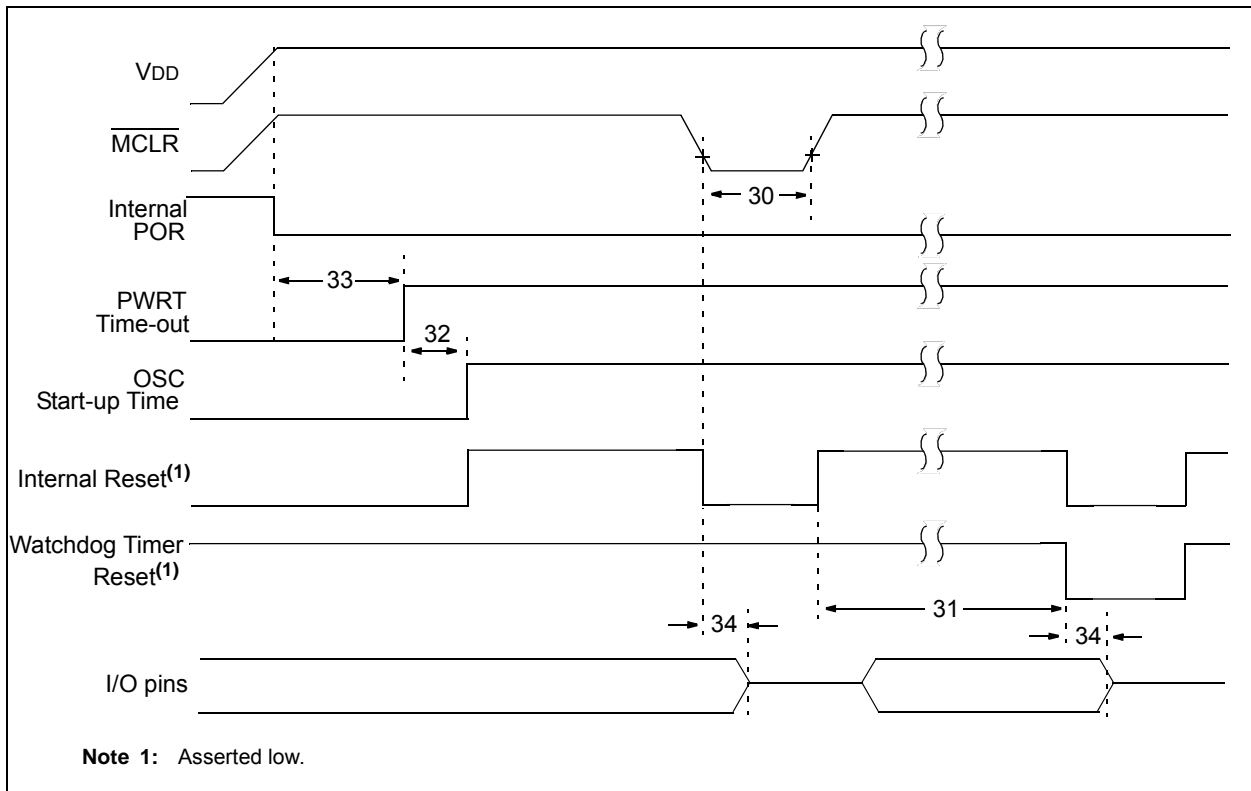 VDD
MCLR
30
Internal
POR
33
PWRT
Time-out
32
OSC
Start-up Time
Internal Reset(1)
Watchdog Timer
Reset(1)
31
34
34
I/O pins
Note 1: Asserted low.